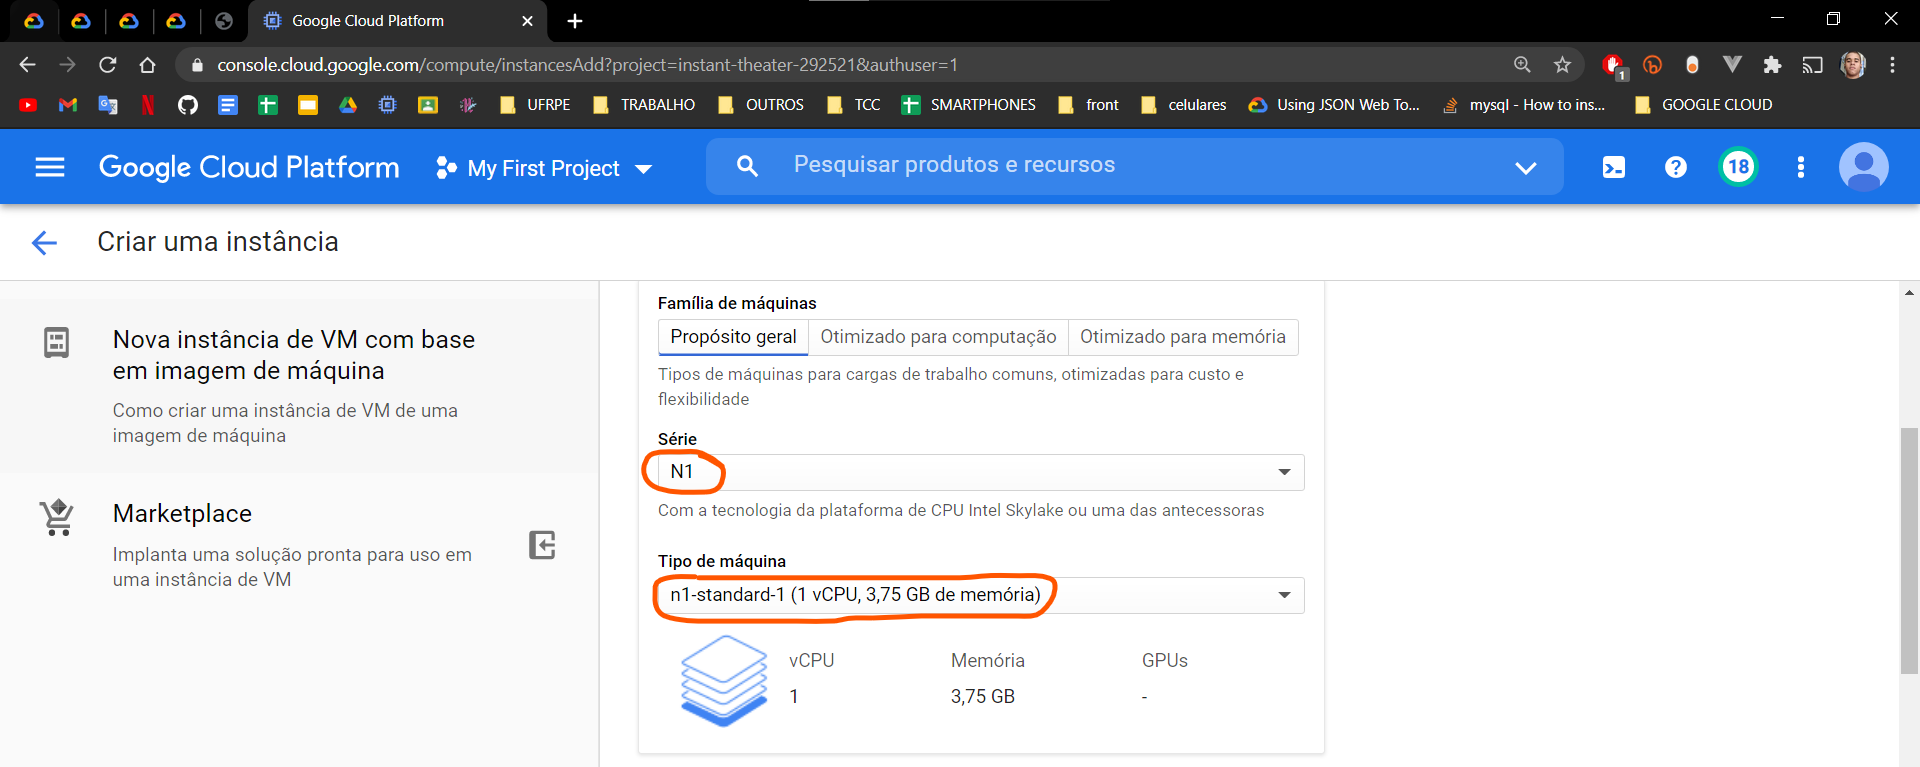 Google Cloud Platform
console.cloud.google.com/compute/instancesAdd?project=instant-theater-292521&authuser=1
1
UFRPE TRABALHO OUTROS TCC SMARTPHONES front celulares Using JSON Web To... mysql - How to ins... GOOGLE CLOUD
Google Cloud Platform My First Project Pesquisar produtos e recursos 18
Criar uma instância
Nova instância de VM com base
em imagem de máquina
Como criar uma instância de VM de uma
imagem de máquina
Marketplace
Implanta uma solução pronta para uso em
uma instância de VM
Família de máquinas
Propósito geral Otimizado para computação Otimizado para memória
Tipos de máquinas para cargas de trabalho comuns, otimizadas para custo e
flexibilidade
Série
N1
Com a tecnologia da plataforma de CPU Intel Skylake ou uma das antecessoras
Tipo de máquina
n1-standard-1 (1 vCPU, 3,75 GB de memória)
vCPU Memória GPUs
1 3,75 GB -